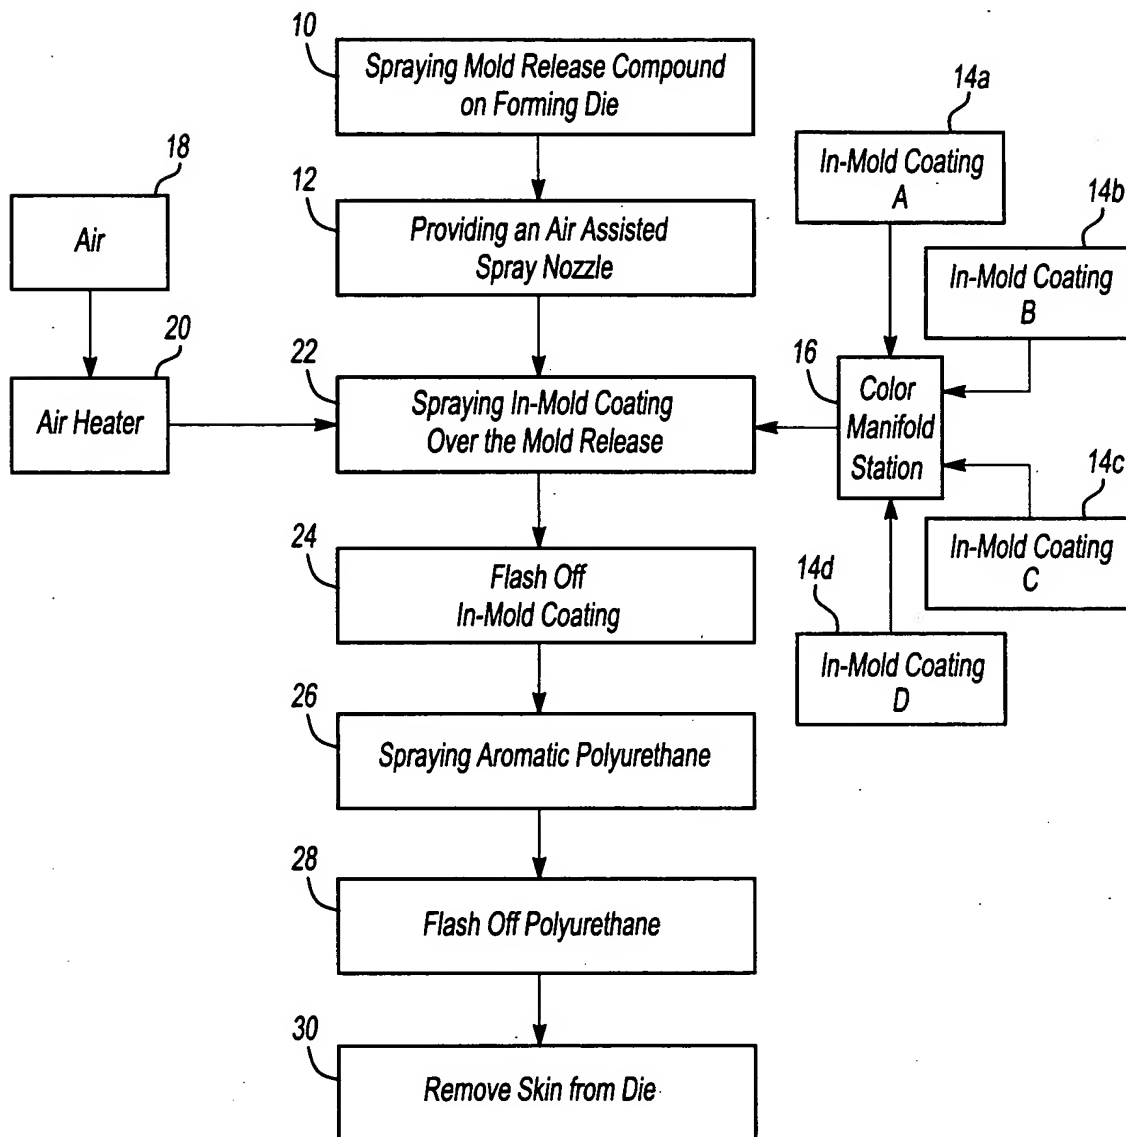 10
Spraying Mold Release Compound
on Forming Die
14a
In-Mold Coating
A
18
Air
12
Providing an Air Assisted
Spray Nozzle
14b
In-Mold Coating
B
20
Air Heater
22
Spraying In-Mold Coating
Over the Mold Release
16
Color
Manifold
Station
14c
In-Mold Coating
C
24
Flash Off
In-Mold Coating
14d
In-Mold Coating
D
26
Spraying Aromatic Polyurethane
28
Flash Off Polyurethane
30
Remove Skin from Die